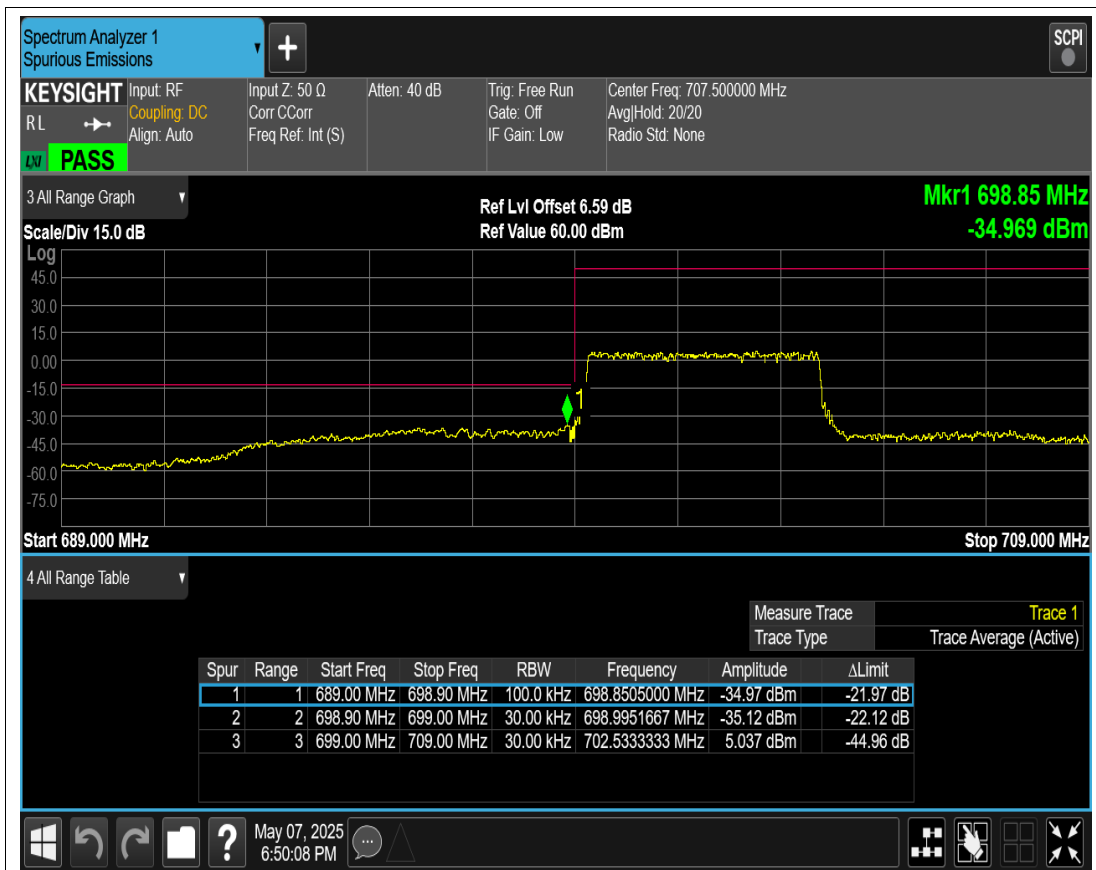 Spectrum Analyzer 1
Spurious Emissions
+
SCPI
KEYSIGHT
R L
LXI
PASS
Input: RF
Coupling: DC
Align: Auto
Input Z: 50 Ω
Corr CCorr
Freq Ref: Int (S)
Atten: 40 dB
Trig: Free Run
Gate: Off
IF Gain: Low
Center Freq: 707.500000 MHz
Avg|Hold: 20/20
Radio Std: None
3 All Range Graph
Scale/Div 15.0 dB
Ref Lvl Offset 6.59 dB
Ref Value 60.00 dBm
Mkr1 698.85 MHz
-34.969 dBm
Log
45.0
30.0
15.0
0.00
-15.0
-30.0
-45.0
-60.0
-75.0
1
Start 689.000 MHz
Stop 709.000 MHz
4 All Range Table
Measure Trace Trace 1
Trace Type Trace Average (Active)
Spur Range Start Freq Stop Freq RBW Frequency Amplitude ΔLimit
1 1 689.00 MHz 698.90 MHz 100.0 kHz 698.8505000 MHz -34.97 dBm -21.97 dB
2 2 698.90 MHz 699.00 MHz 30.00 kHz 698.9951667 MHz -35.12 dBm -22.12 dB
3 3 699.00 MHz 709.00 MHz 30.00 kHz 702.5333333 MHz 5.037 dBm -44.96 dB
?
May 07, 2025
6:50:08 PM